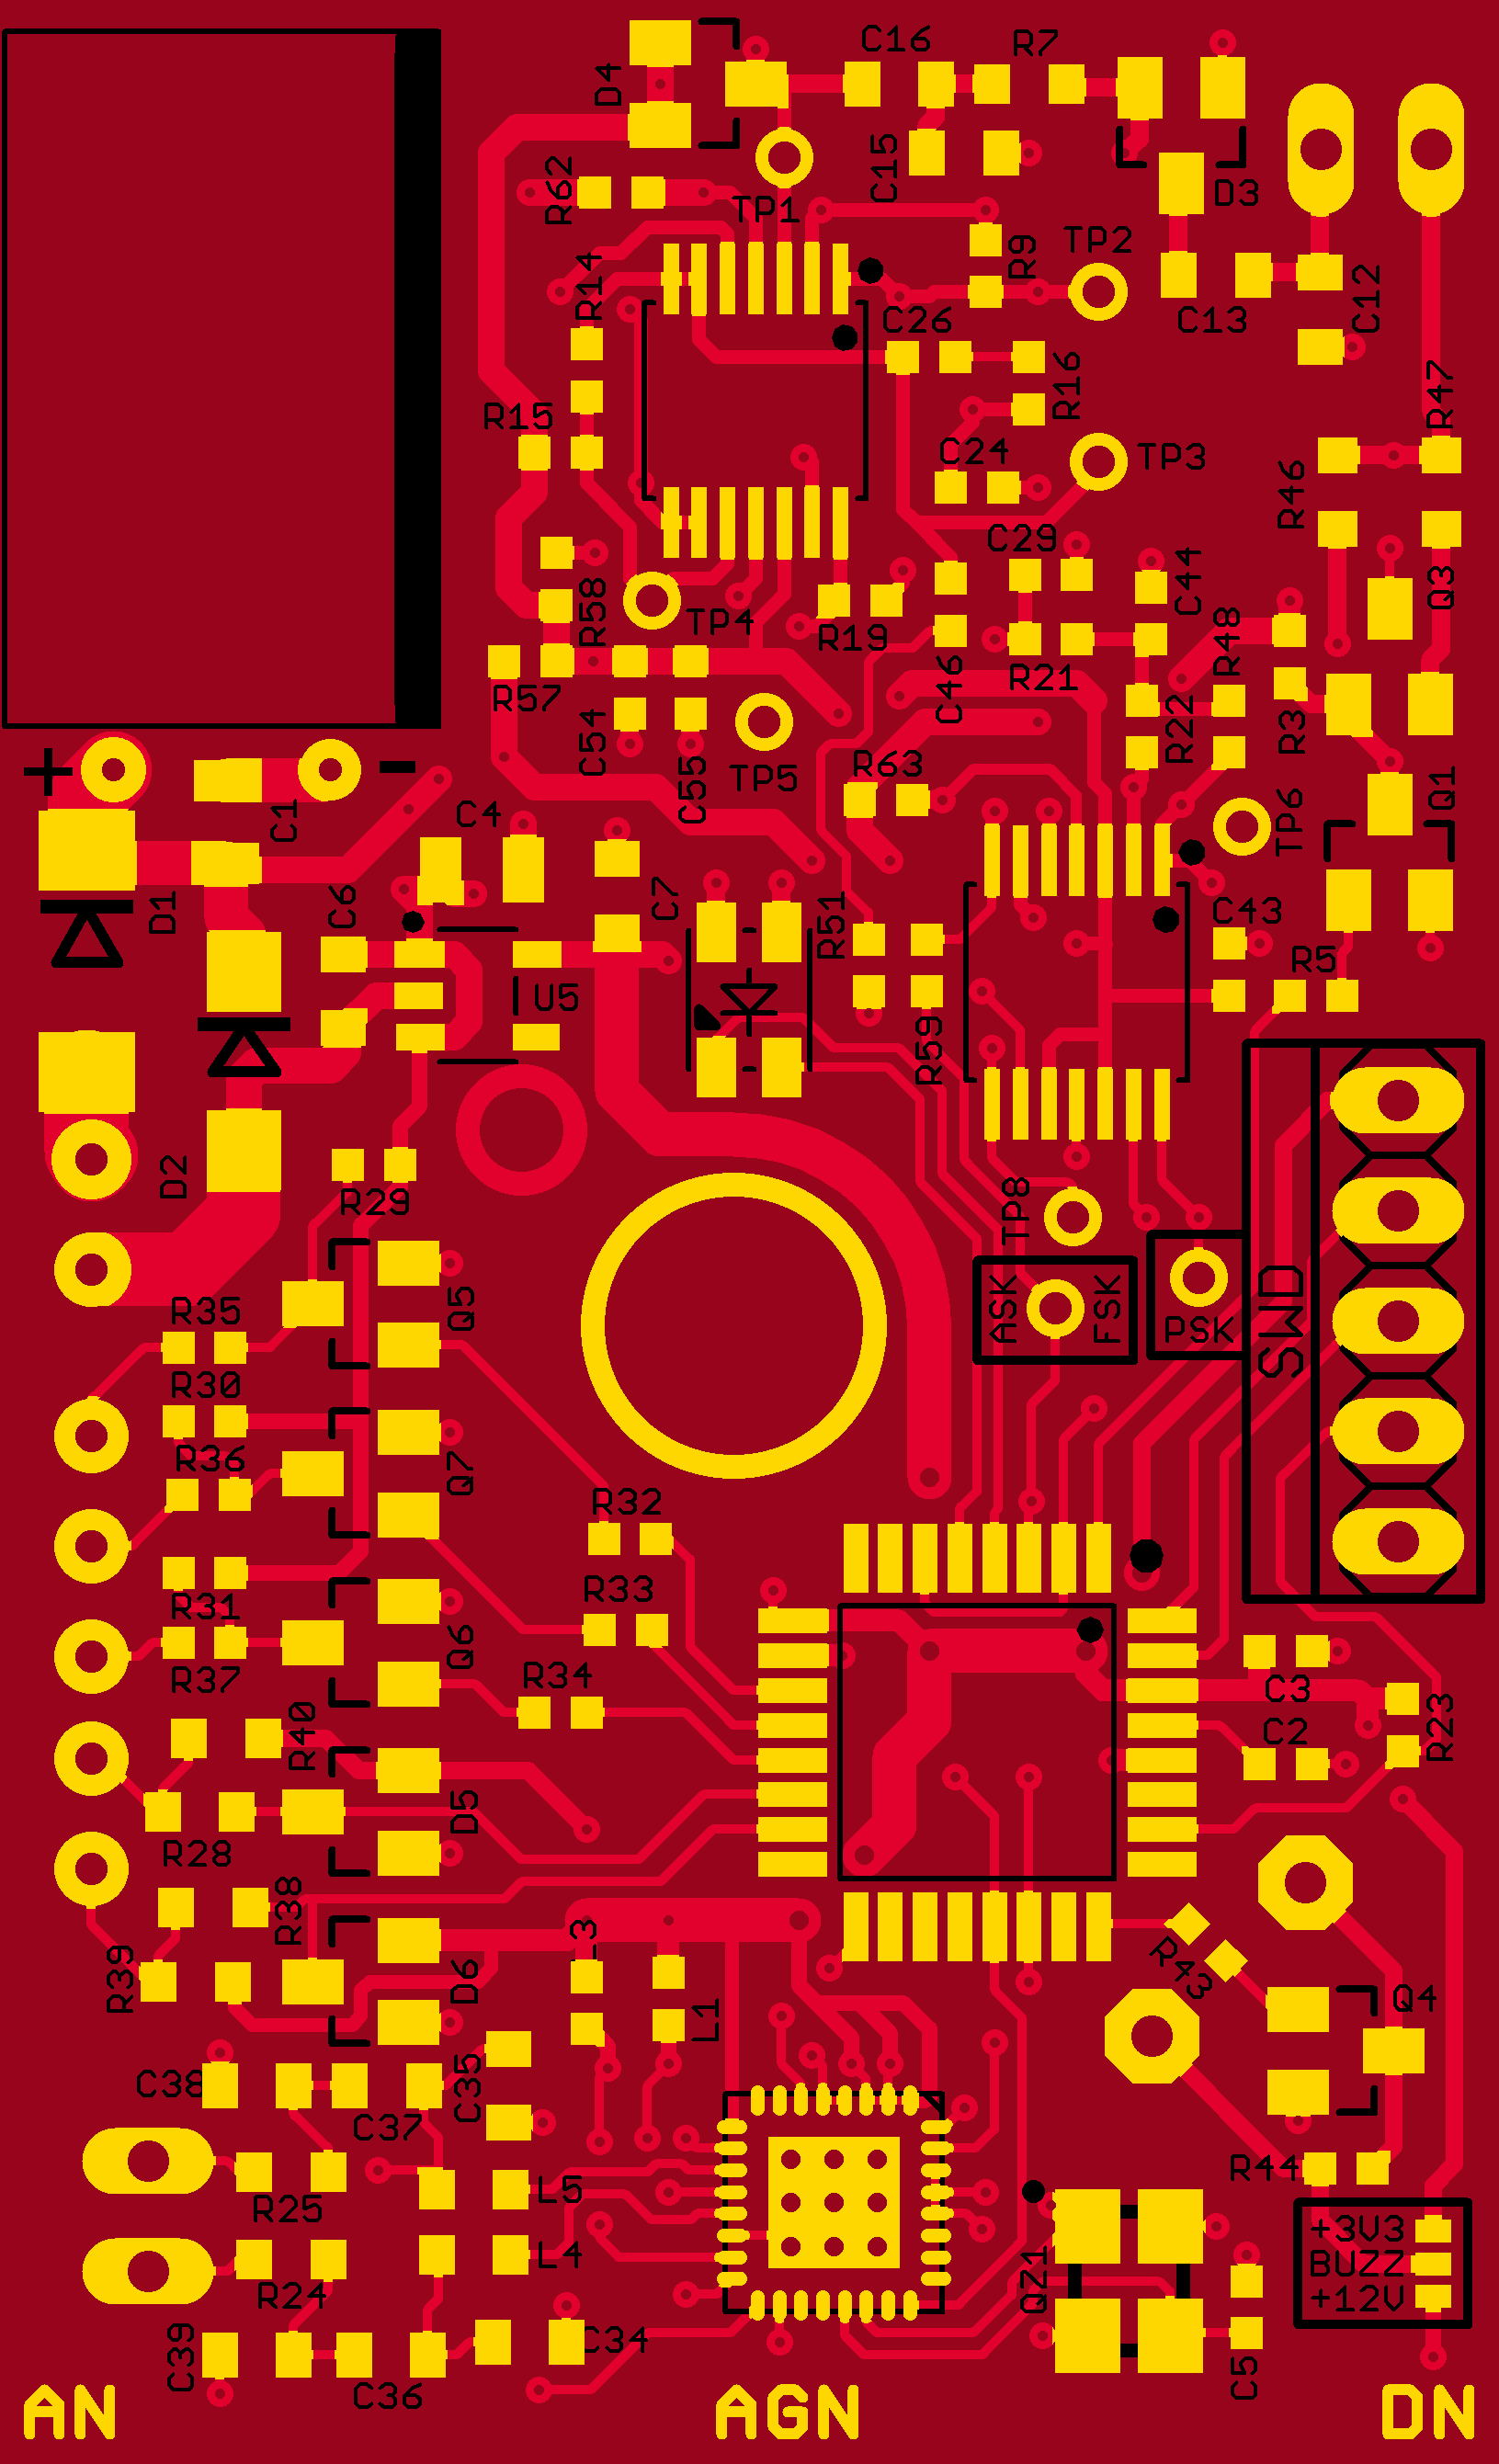 C16
R7
D4
C15
R62
D3
TP1
TP2
R9
R14
C26
C13
C12
R16
R47
R15
C24
TP3
R46
C29
C44
Q3
R58
TP4
R19
R48
R21
C46
R57
R22
R3
C54
+
-
TP5
R63
C55
C1
C4
Q1
TP6
D1
C6
C7
R51
C43
R5
U5
R59
D2
R29
TP8
Q5
ASK
FSK
PSK
SWD
R35
R30
R36
Q7
R32
R33
R31
Q6
R37
R34
C3
R40
C2
R23
D5
R28
R38
L3
R39
D6
R43
Q4
L1
C38
C35
C37
R44
L5
R25
+3V3
L4
BUZZ
QZ1
R24
+12V
C34
C39
C36
C5
AN
AGN
DN